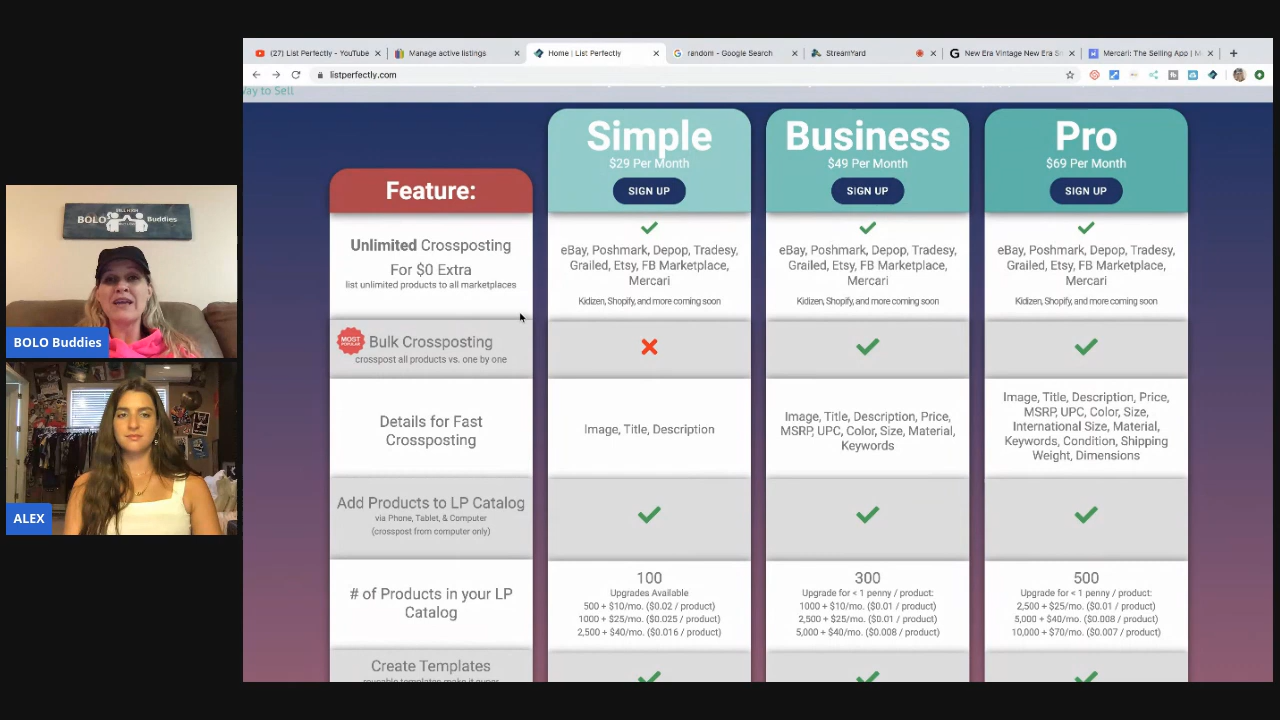 (27) List Perfectly - YouTube
Manage active listings
Home | List Perfectly
random - Google Search
StreamYard
New Era Vintage New Era S
Mercari: The Selling App | M
listperfectly.com
Way to Sell
Feature:
Simple
$29 Per Month
SIGN UP
Business
$49 Per Month
SIGN UP
Pro
$69 Per Month
SIGN UP
Unlimited Crossposting
For $0 Extra
list unlimited products to all marketplaces
eBay, Poshmark, Depop, Tradesy,
Grailed, Etsy, FB Marketplace,
Mercari
Kidizen, Shopify, and more coming soon
eBay, Poshmark, Depop, Tradesy,
Grailed, Etsy, FB Marketplace,
Mercari
Kidizen, Shopify, and more coming soon
eBay, Poshmark, Depop, Tradesy,
Grailed, Etsy, FB Marketplace,
Mercari
Kidizen, Shopify, and more coming soon
MOST
POPULAR
Bulk Crossposting
crosspost all products vs. one by one
Details for Fast
Crossposting
Image, Title, Description
Image, Title, Description, Price,
MSRP, UPC, Color, Size, Material,
Keywords
Image, Title, Description, Price,
MSRP, UPC, Color, Size,
International Size, Material,
Keywords, Condition, Shipping
Weight, Dimensions
Add Products to LP Catalog
via Phone, Tablet, & Computer
(crosspost from computer only)
# of Products in your LP
Catalog
100
Upgrades Available
500 + $10/mo. ($0.02 / product)
1000 + $25/mo. ($0.025 / product)
2,500 + $40/mo. ($0.016 / product)
300
Upgrade for < 1 penny / product:
1000 + $10/mo. ($0.01 / product)
2,500 + $25/mo. ($0.01 / product)
5,000 + $40/mo. ($0.008 / product)
500
Upgrade for < 1 penny / product:
2,500 + $25/mo. ($0.01 / product)
5,000 + $40/mo. ($0.008 / product)
10,000 + $70/mo. ($0.007 / product)
Create Templates
BOLO Buddies
BOLO Buddies
ALEX